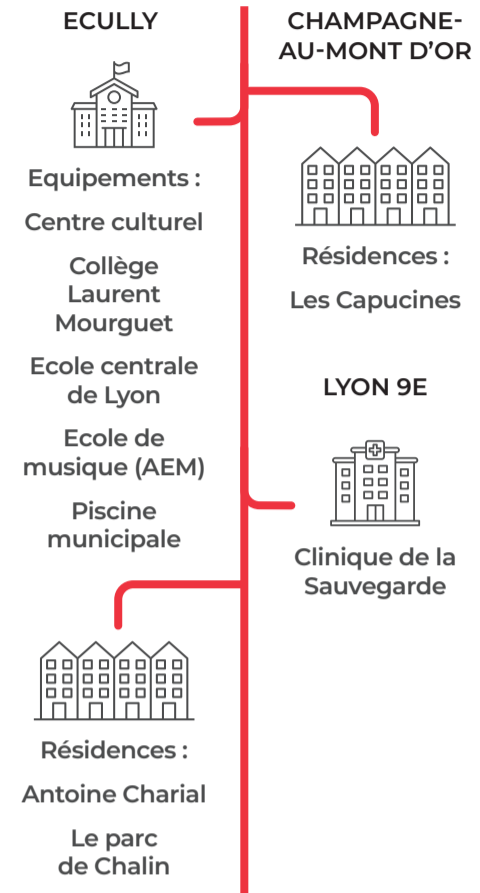 ECULLY
Equipements :
Centre culturel
Collège
Laurent
Mourguet
Ecole centrale
de Lyon
Ecole de
musique (AEM)
Piscine
municipale
Résidences :
Antoine Charial
Le parc
de Chalin
CHAMPAGNE-
AU-MONT D’OR
Résidences :
Les Capucines
LYON 9E
Clinique de la
Sauvegarde